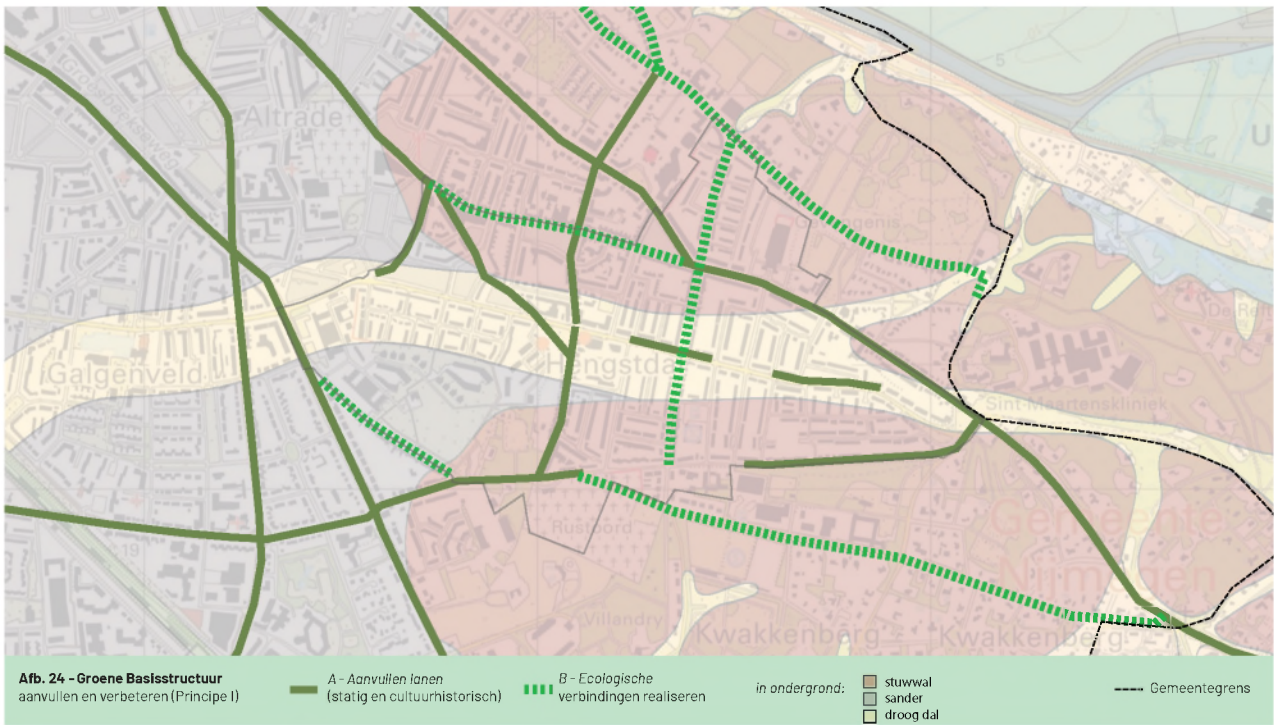 Altrade
5
19
Galgenveld
Hengstdal
De Refter
Sint-Maartenskliniek
Rustoord
Gemeente
Nijmegen
Villandry
Kwakkenberg
Kwakkenberg
Afb. 24 - Groene Basisstructuur
aanvullen en verbeteren (Principe I)
A - Aanvullen lanen
(statig en cultuurhistorisch)
B - Ecologische
verbindingen realiseren
in ondergrond:
stuwwal
sander
droog dal
Gemeentegrens